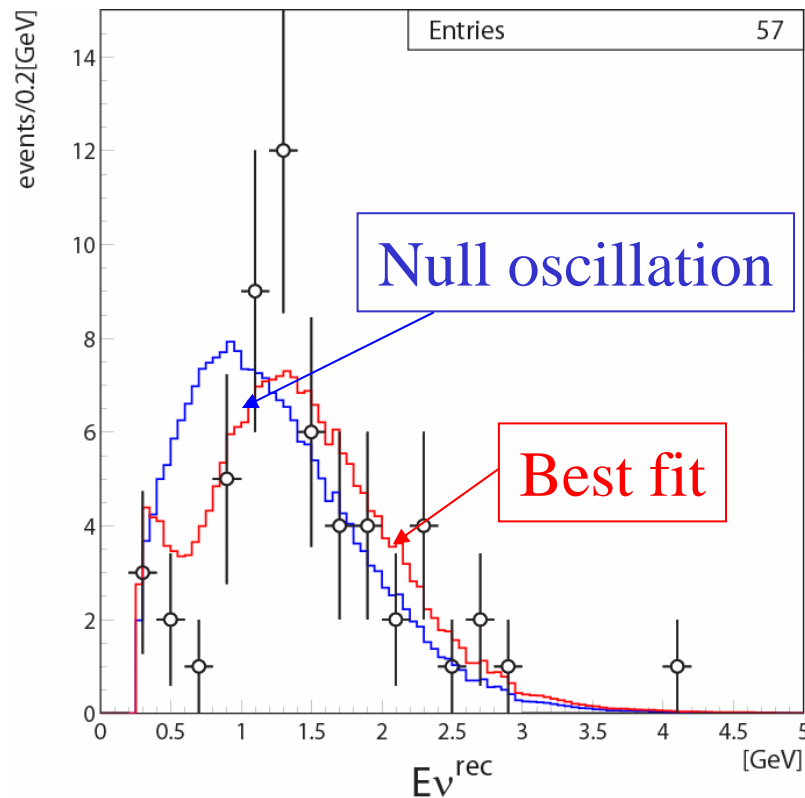 events/0.2[GeV]
Entries 57
14
12
10
8
6
4
2
0
Null oscillation
Best fit
0 0.5 1 1.5 2 2.5 3 3.5 4 4.5 5
[GeV]
Eν^rec